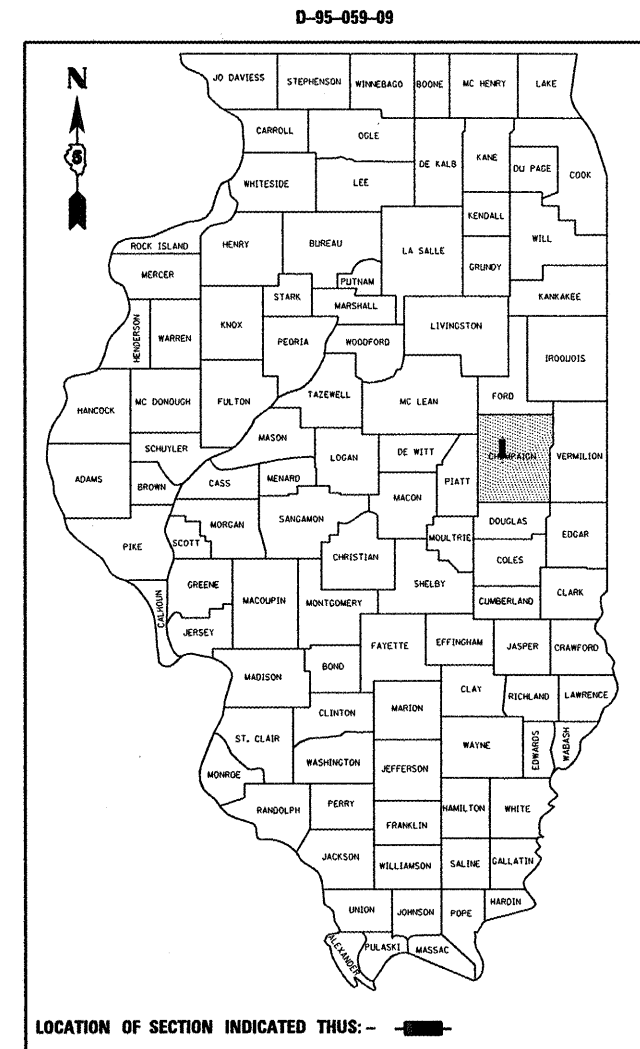 D-95-059-09
N
5
JO DAVIESS STEPHENSON WINNEBAGO BOONE MC HENRY LAKE
CARROLL OGLE DE KALB KANE DU PAGE COOK
WHITESIDE LEE KENDALL WILL
ROCK ISLAND HENRY BUREAU LA SALLE GRUNDY
MERCER PUTNAM KANKAKEE
STARK MARSHALL
HENDERSON WARREN KNOX PEORIA WOODFORD LIVINGSTON IROQUOIS
HANCOCK MC DONOUGH FULTON TAZEWELL MC LEAN FORD
MASON
SCHUYLER LOGAN DE WITT CHAMPAIGN VERMILION
ADAMS BROWN CASS MENARD MACON PIATT
MORGAN SANGAMON DOUGLAS
PIKE SCOTT CHRISTIAN MOULTRIE EDGAR
COLES
CALHOUN GREENE MACOUPIN MONTGOMERY SHELBY CUMBERLAND CLARK
JERSEY FAYETTE EFFINGHAM JASPER CRAWFORD
MADISON BOND
CLAY RICHLAND LAWRENCE
CLINTON MARION
ST. CLAIR WAYNE EDWARDS WABASH
MONROE WASHINGTON JEFFERSON
RANDOLPH PERRY HAMILTON WHITE
FRANKLIN
JACKSON WILLIAMSON SALINE GALLATIN
UNION JOHNSON POPE HARDIN
ALEXANDER PULASKI MASSAC
LOCATION OF SECTION INDICATED THUS: -